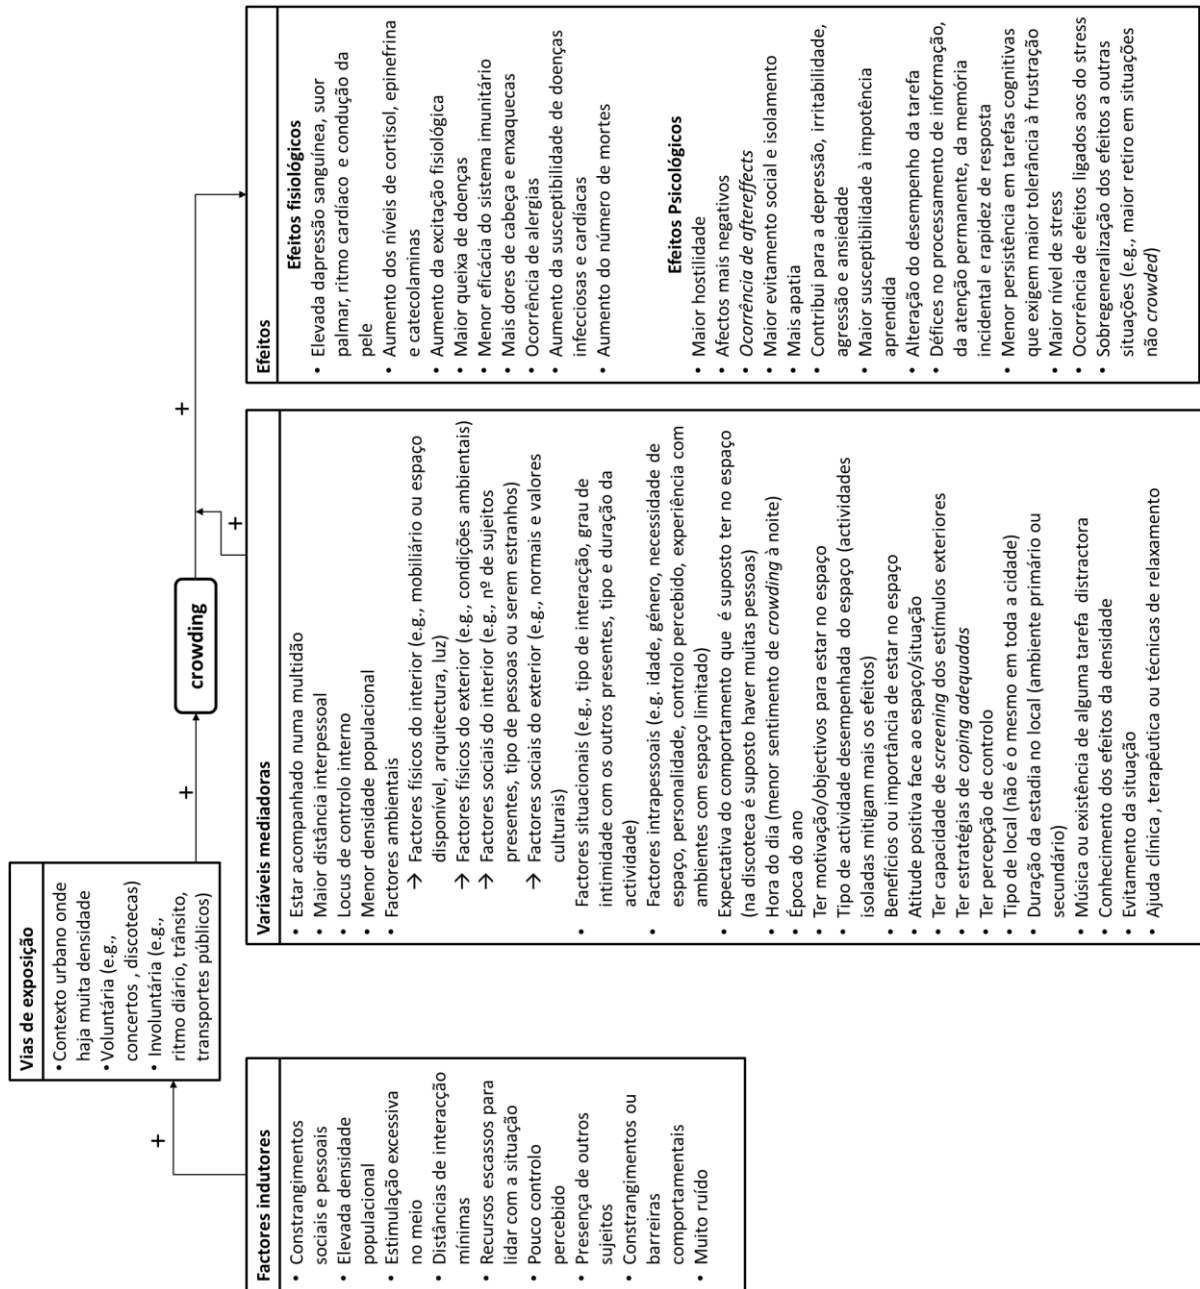 Vias de exposição
• Contexto urbano onde
haja muita densidade
• Voluntária (e.g.,
concertos , discotecas)
• Involuntária (e.g.,
ritmo diário, trânsito,
transportes públicos)
+
+
crowding
+
+
Factores indutores
• Constrangimentos
sociais e pessoais
• Elevada densidade
populacional
• Estimulação excessiva
no meio
• Distâncias de interacção
mínimas
• Recursos escassos para
lidar com a situação
• Pouco controlo
percebido
• Presença de outros
sujeitos
• Constrangimentos ou
barreiras
comportamentais
• Muito ruído
Variáveis mediadoras
• Estar acompanhado numa multidão
• Maior distância interpessoal
• Locus de controlo interno
• Menor densidade populacional
• Factores ambientais
→ Factores físicos do interior (e.g., mobiliário ou espaço
disponível, arquitectura, luz)
→ Factores físicos do exterior (e.g., condições ambientais)
→ Factores sociais do interior (e.g., nº de sujeitos
presentes, tipo de pessoas ou serem estranhos)
→ Factores sociais do exterior (e.g., normais e valores
culturais)
• Factores situacionais (e.g., tipo de interacção, grau de
intimidade com os outros presentes, tipo e duração da
actividade)
• Factores intrapessoais (e.g. idade, género, necessidade de
espaço, personalidade, controlo percebido, experiência com
ambientes com espaço limitado)
• Expectativa do comportamento que é suposto ter no espaço
(na discoteca é suposto haver muitas pessoas)
• Hora do dia (menor sentimento de crowding à noite)
• Época do ano
• Ter motivação/objectivos para estar no espaço
• Tipo de actividade desempenhada do espaço (actividades
isoladas mitigam mais os efeitos)
• Benefícios ou importância de estar no espaço
• Atitude positiva face ao espaço/situação
• Ter capacidade de screening dos estímulos exteriores
• Ter estratégias de coping adequadas
• Ter percepção de controlo
• Tipo de local (não é o mesmo em toda a cidade)
• Duração da estadia no local (ambiente primário ou
secundário)
• Música ou existência de alguma tarefa distractora
• Conhecimento dos efeitos da densidade
• Evitamento da situação
• Ajuda clínica , terapêutica ou técnicas de relaxamento
Efeitos
Efeitos fisiológicos
• Elevada dapressão sanguínea, suor
palmar, ritmo cardíaco e condução da
pele
• Aumento dos níveis de cortisol, epinefrina
e catecolaminas
• Aumento da excitação fisiológica
• Maior queixa de doenças
• Menor eficácia do sistema imunitário
• Mais dores de cabeça e enxaquecas
• Ocorrência de alergias
• Aumento da susceptibilidade de doenças
infecciosas e cardiacas
• Aumento do número de mortes
Efeitos Psicológicos
• Maior hostilidade
• Afectos mais negativos
• Ocorrência de aftereffects
• Maior evitamento social e isolamento
• Mais apatia
• Contribui para a depressão, irritabilidade,
agressão e ansiedade
• Maior susceptibilidade à impotência
aprendida
• Alteração do desempenho da tarefa
• Défices no processamento de informação,
da atenção permanente, da memória
incidental e rapidez de resposta
• Menor persistência em tarefas cognitivas
que exigem maior tolerância à frustração
• Maior nível de stress
• Ocorrência de efeitos ligados aos do stress
• Sobregeneralização dos efeitos a outras
situações (e.g., maior retiro em situações
não crowded)